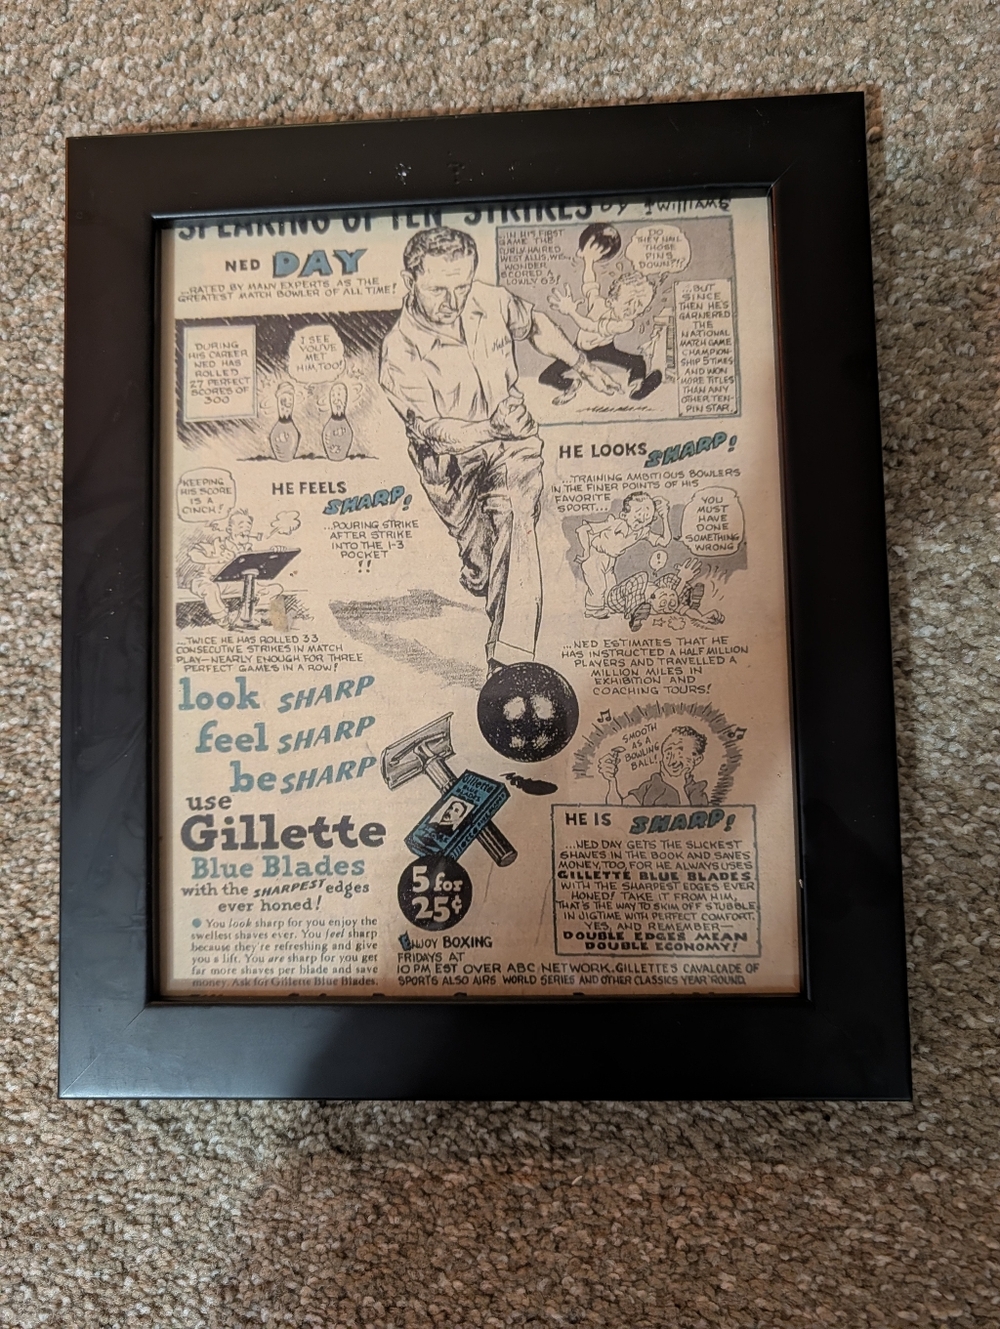 SPEAKING OF TEN STRIKES by
NED DAY
...RATED BY MANY EXPERTS AS THE
GREATEST MATCH BOWLER OF ALL TIME!
DURING
HIS CAREER
NED HAS
ROLLED
27 PERFECT
SCORES OF
300
I SEE
YOU'VE
MET
HIM, TOO!
...IN HIS FIRST
GAME THE
CURLY-HAIRED
WEST ALLIS, WIS.
WONDER
SCORED A
LOWLY 63!
DO
THEY NAIL
THOSE
PINS
DOWN?!
...BUT
SINCE
THEN HE'S
GARNERED
THE
NATIONAL
MATCH GAME
CHAMPION-
SHIP 5 TIMES
AND WON
MORE TITLES
THAN ANY
OTHER TEN-
PIN STAR.
KEEPING
HIS SCORE
IS A
CINCH!
HE FEELS
SHARP!
...POURING STRIKE
AFTER STRIKE
INTO THE 1-3
POCKET
!!
...TWICE HE HAS ROLLED 33
CONSECUTIVE STRIKES IN MATCH
PLAY—NEARLY ENOUGH FOR THREE
PERFECT GAMES IN A ROW!
HE LOOKS SHARP!
...TRAINING AMBITIOUS BOWLERS
IN THE FINER POINTS OF HIS
FAVORITE
SPORT...
YOU
MUST
HAVE
DONE
SOMETHING
WRONG
!
...NED ESTIMATES THAT HE
HAS INSTRUCTED A HALF MILLION
PLAYERS AND TRAVELLED A
MILLION MILES IN
EXHIBITION AND
COACHING TOURS!
look SHARP
feel SHARP
be SHARP
use
Gillette
Blue Blades
with the SHARPEST edges
ever honed!
You look sharp for you enjoy the
swellest shaves ever. You feel sharp
because they're refreshing and give
you a lift. You are sharp for you get
far more shaves per blade and save
money. Ask for Gillette Blue Blades.
Gillette
5 for
25¢
SMOOTH
AS A
BOWLING
BALL!
HE IS SHARP!
...NED DAY GETS THE SLICKEST
SHAVES IN THE BOOK AND SAVES
MONEY, TOO, FOR HE ALWAYS USES
GILLETTE BLUE BLADES
WITH THE SHARPEST EDGES EVER
HONED! TAKE IT FROM HIM,
THAT'S THE WAY TO SKIM OFF STUBBLE
IN JIGTIME WITH PERFECT COMFORT.
YES, AND REMEMBER—
DOUBLE EDGES MEAN
DOUBLE ECONOMY!
ENJOY BOXING
FRIDAYS AT
10 PM EST OVER ABC NETWORK. GILLETTE'S CAVALCADE OF
SPORTS ALSO AIRS WORLD SERIES AND OTHER CLASSICS YEAR 'ROUND.